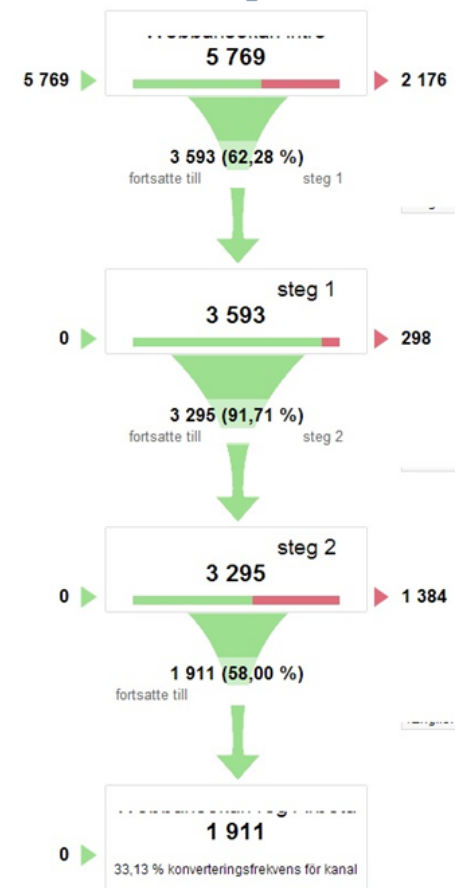 5 769
5 769
2 176
3 593 (62,28 %)
fortsatte till steg 1
steg 1
3 593
0
298
3 295 (91,71 %)
fortsatte till steg 2
steg 2
3 295
0
1 384
1 911 (58,00 %)
fortsatte till
1 911
0
33,13 % konverteringsfrekvens för kanal